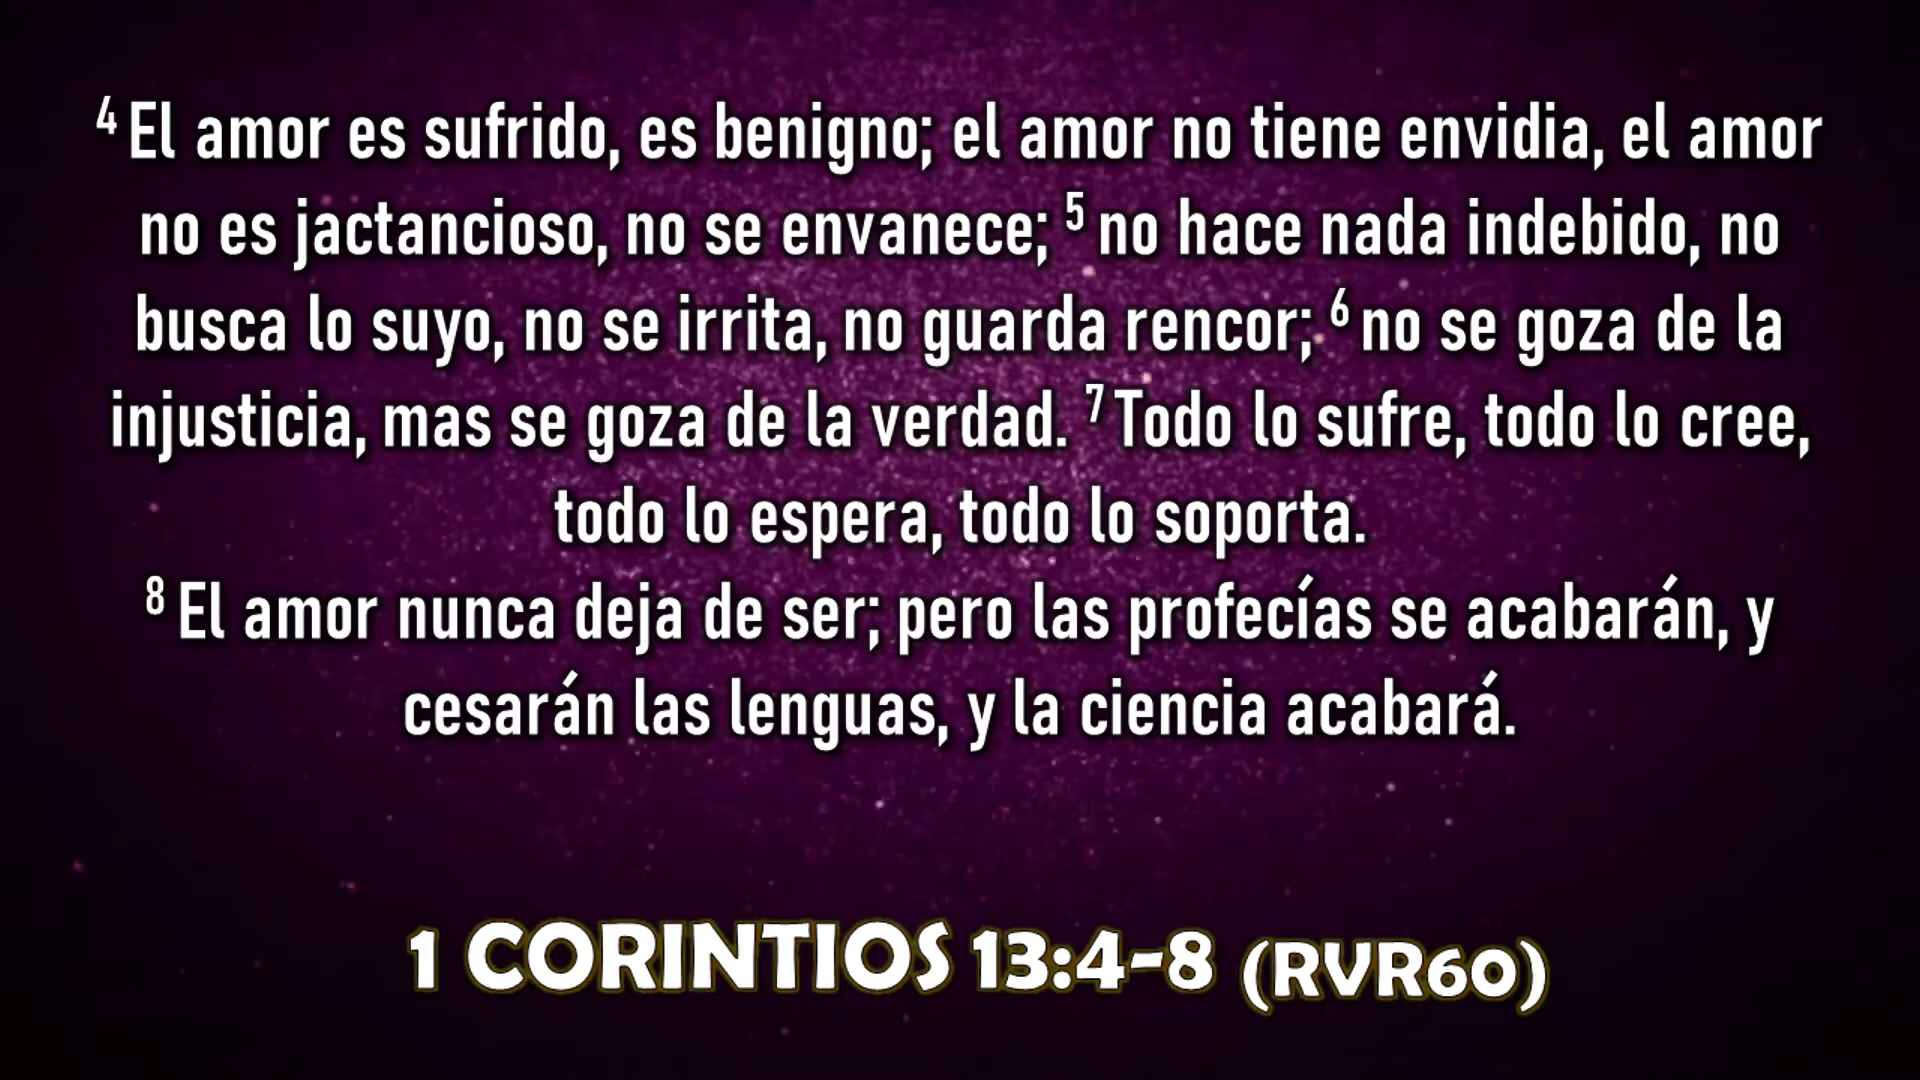 ⁴ El amor es sufrido, es benigno; el amor no tiene envidia, el amor
no es jactancioso, no se envanece; ⁵ no hace nada indebido, no
busca lo suyo, no se irrita, no guarda rencor; ⁶ no se goza de la
injusticia, mas se goza de la verdad. ⁷ Todo lo sufre, todo lo cree,
todo lo espera, todo lo soporta.
⁸ El amor nunca deja de ser; pero las profecías se acabarán, y
cesarán las lenguas, y la ciencia acabará.
1 CORINTIOS 13:4-8 (RVR60)